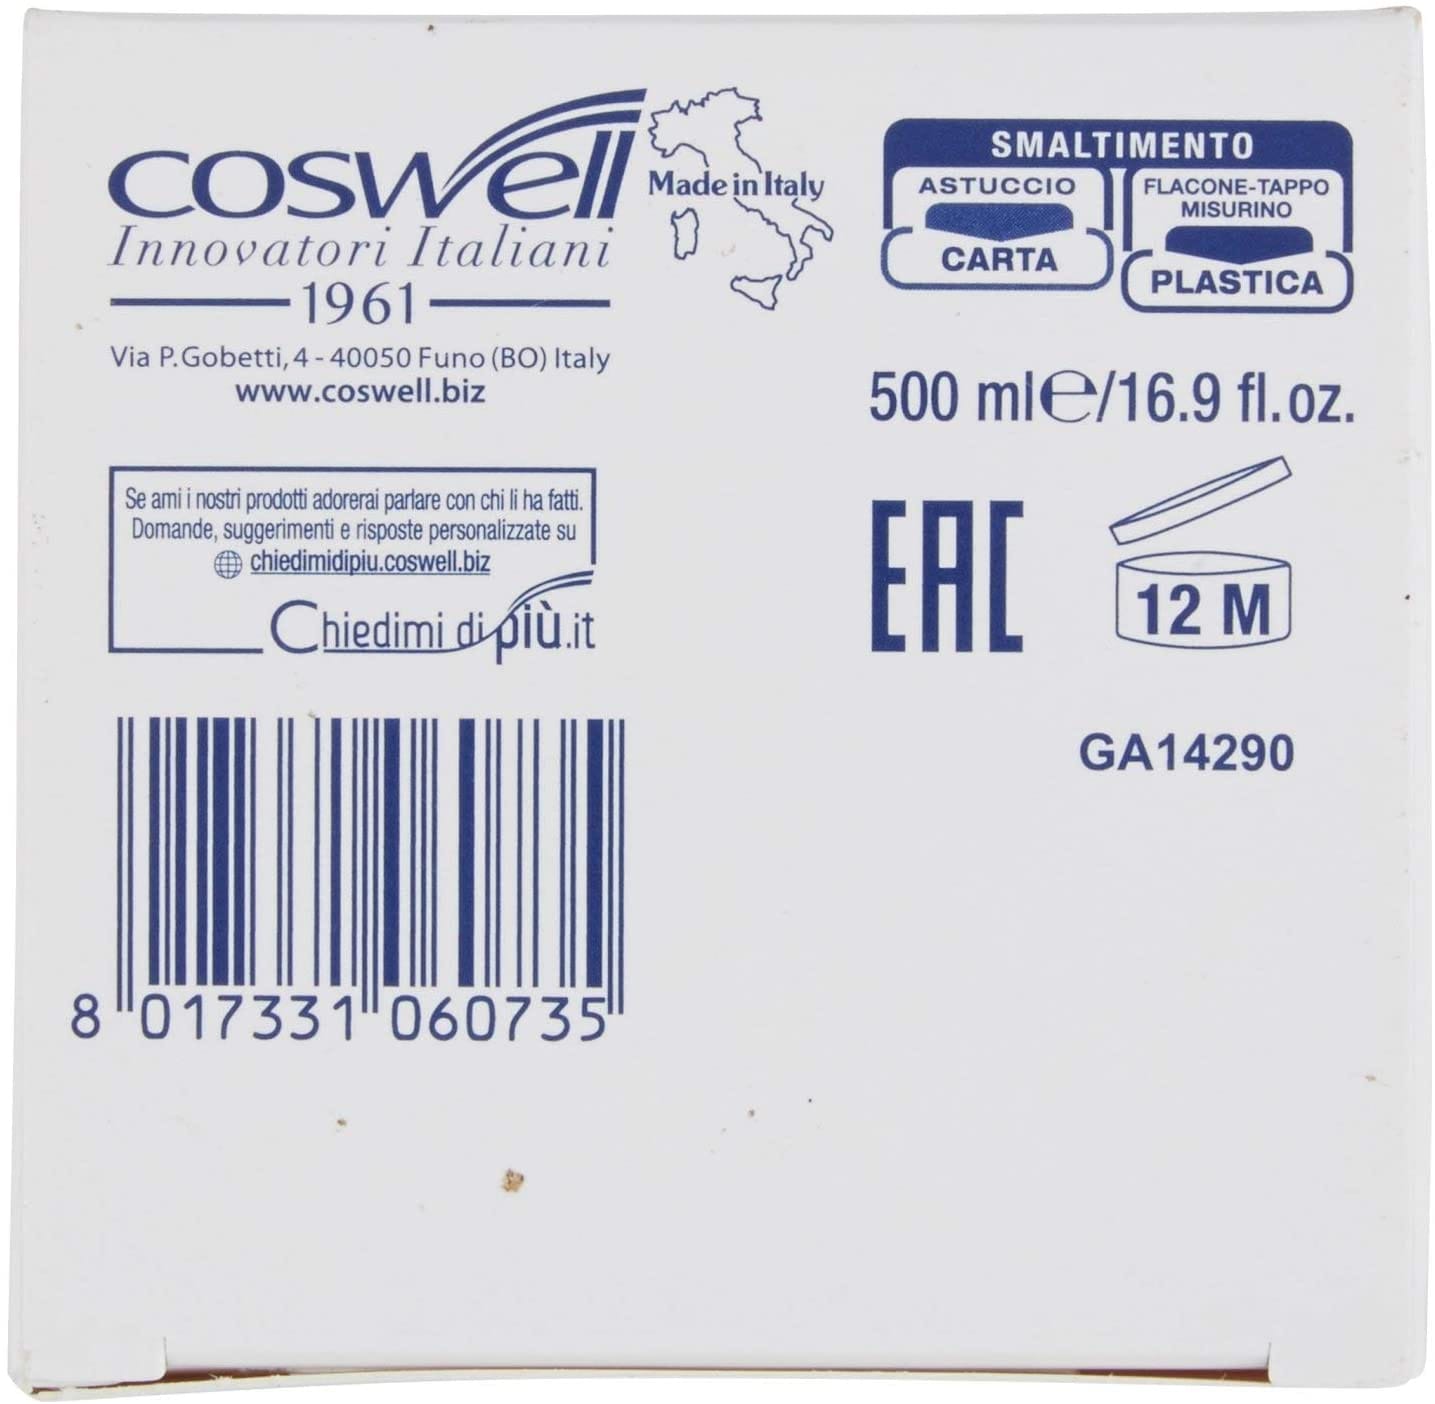 coswell
Innovatori Italiani
1961
Via P.Gobetti, 4 - 40050 Funo (BO) Italy
www.coswell.biz
Made in Italy
SMALTIMENTO
ASTUCCIO
CARTA
FLACONE-TAPPO
MISURINO
PLASTICA
500 ml℮/16.9 fl.oz.
Se ami i nostri prodotti adorerai parlare con chi li ha fatti.
Domande, suggerimenti e risposte personalizzate su
chiedimidipiu.coswell.biz
Chiedimi di più.it
EAC
12 M
GA14290
8 017331 060735